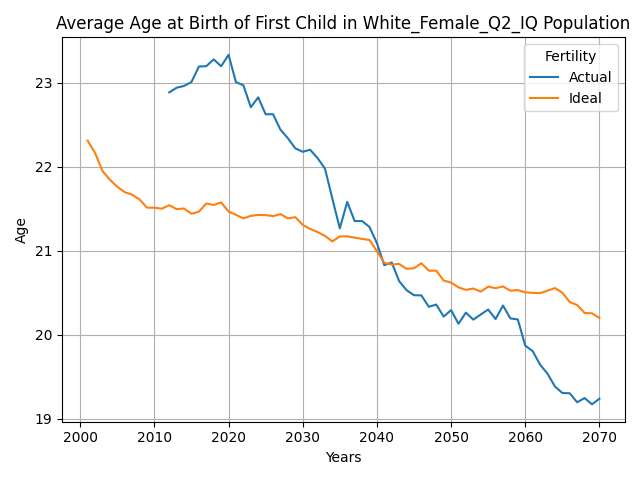 Average Age at Birth of First Child in White_Female_Q2_IQ Population
Fertility
Actual
Ideal
23
22
21
20
19
Age
2000 2010 2020 2030 2040 2050 2060 2070
Years